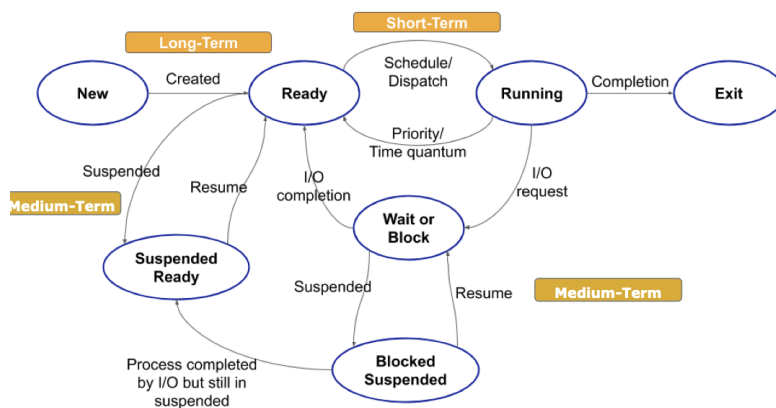 Short-Term
Long-Term
Created
Schedule/
Dispatch
Completion
New
Ready
Running
Exit
Priority/
Time quantum
Suspended
Resume
I/O
completion
I/O
request
Medium-Term
Wait or
Block
Suspended
Ready
Suspended
Resume
Medium-Term
Process completed
by I/O but still in
suspended
Blocked
Suspended